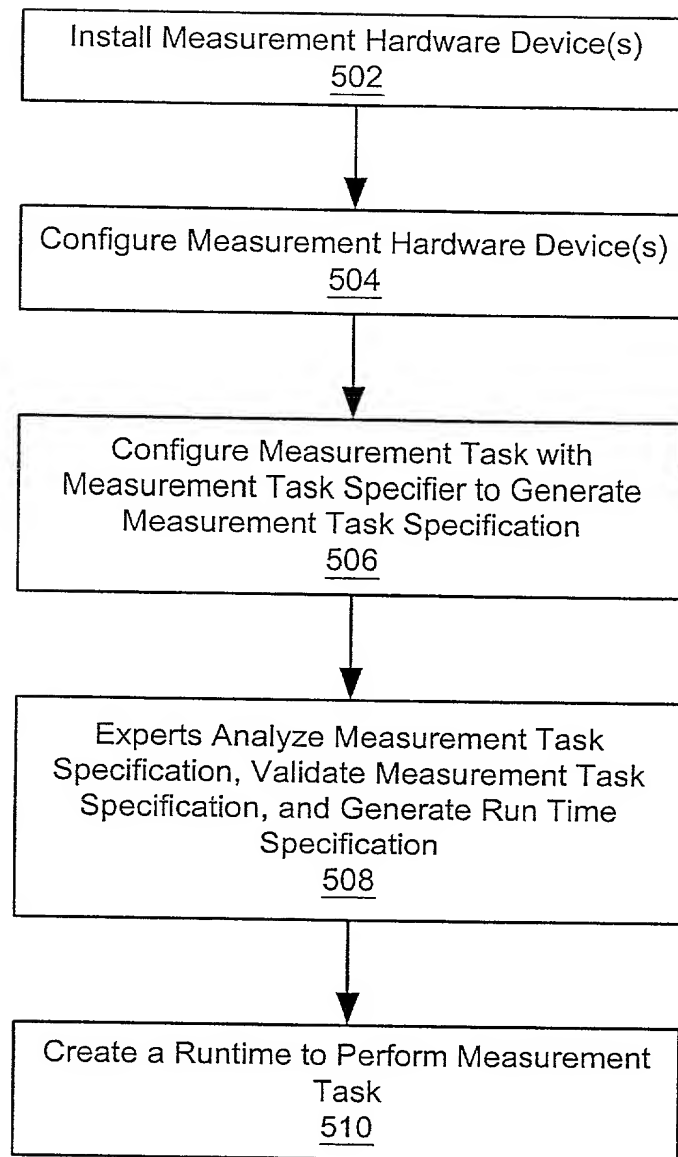 Install Measurement Hardware Device(s)
502
Configure Measurement Hardware Device(s)
504
Configure Measurement Task with
Measurement Task Specifier to Generate
Measurement Task Specification
506
Experts Analyze Measurement Task
Specification, Validate Measurement Task
Specification, and Generate Run Time
Specification
508
Create a Runtime to Perform Measurement
Task
510